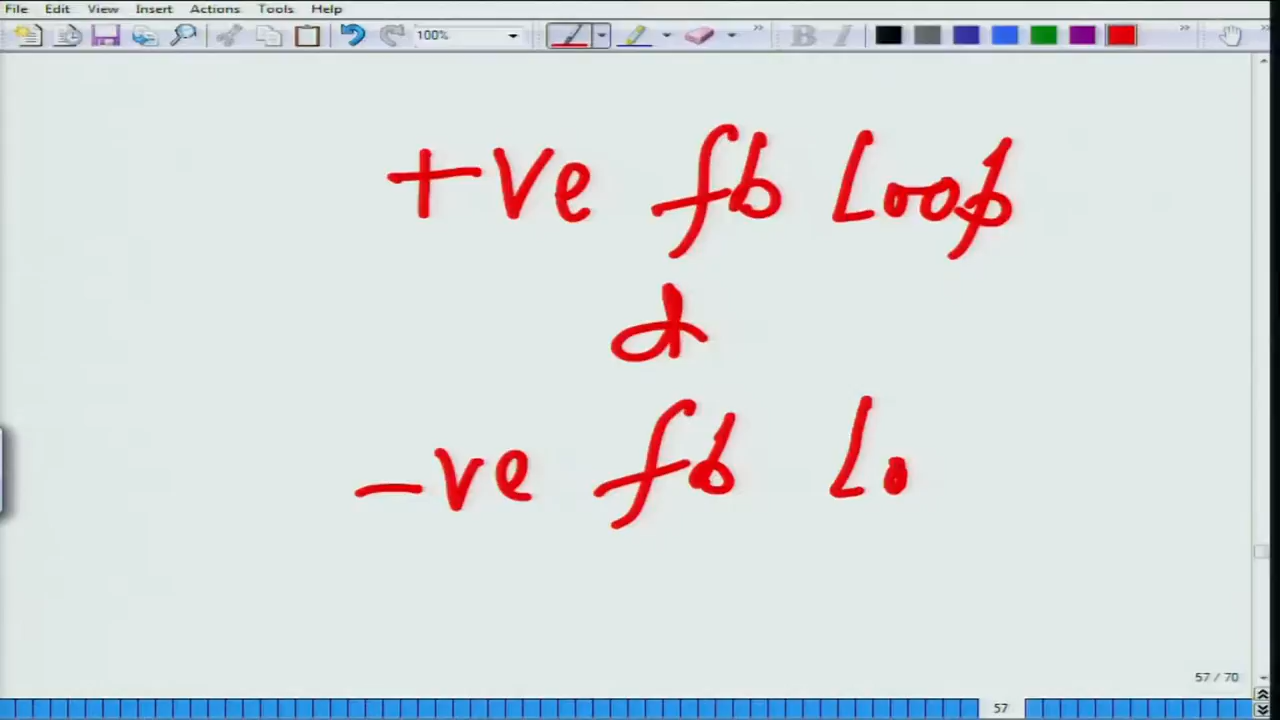 File Edit View Insert Actions Tools Help
100% B I
+ve fb Loop
&
-ve fb Lo
57 / 70
57